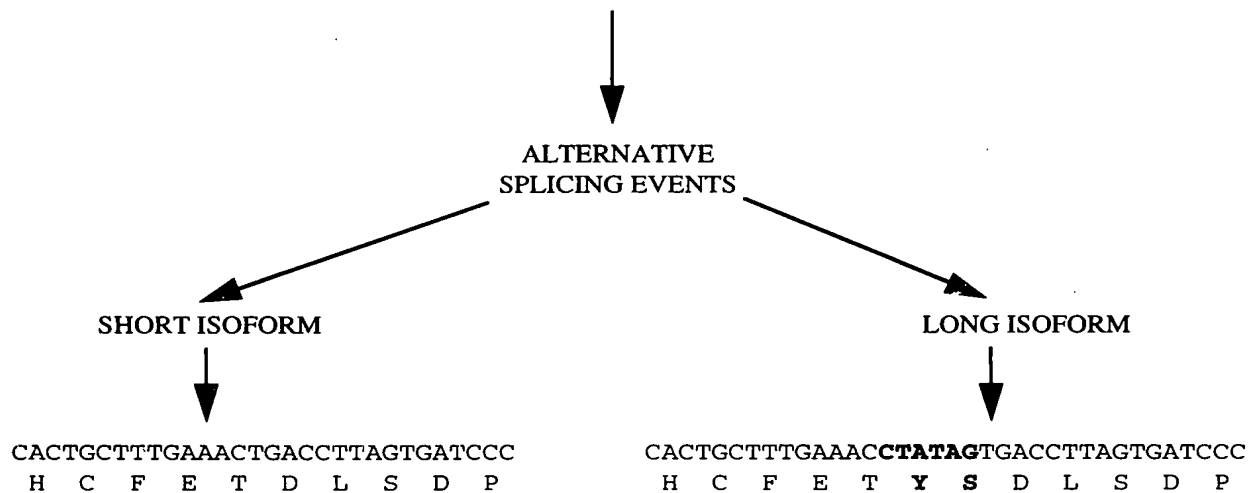 ALTERNATIVE
SPLICING EVENTS
SHORT ISOFORM
LONG ISOFORM
CACTGCTTTGAAACTGACCTTAGTGATCCC
H C F E T D L S D P
CACTGCTTTGAAACCTATAGTGACCTTAGTGATCCC
H C F E T Y S D L S D P